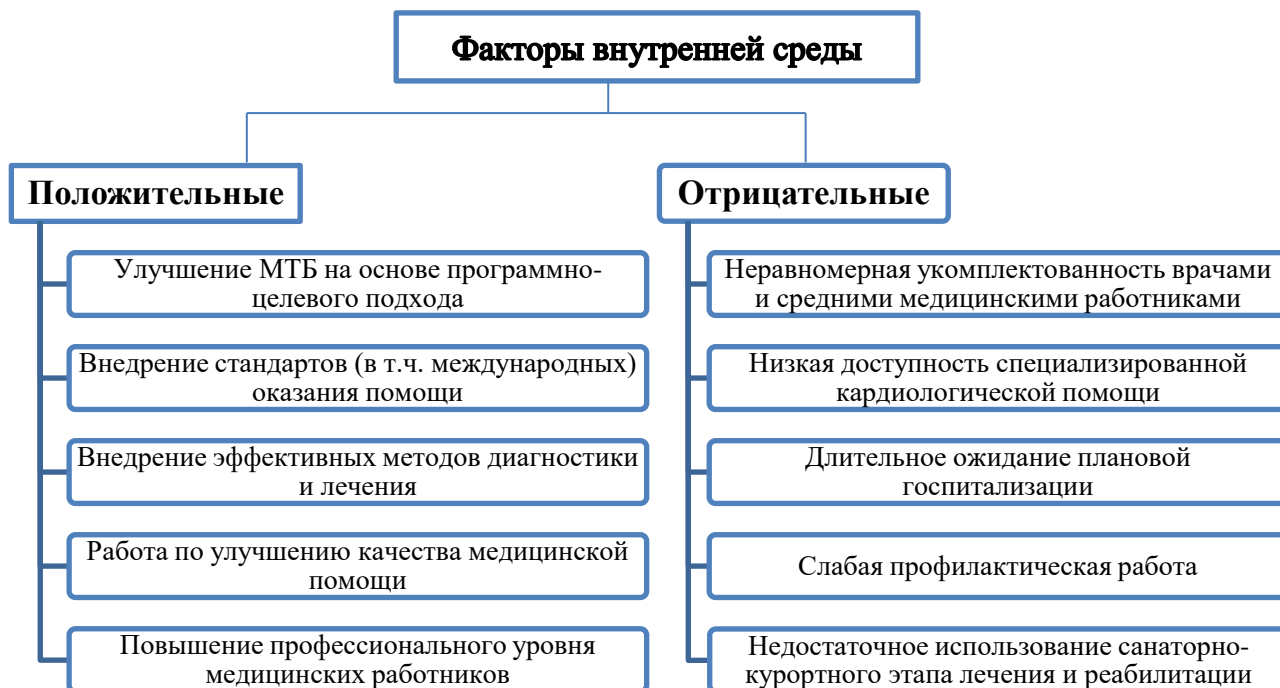 Факторы внутренней среды
Положительные
Улучшение МТБ на основе программно-
целевого подхода
Внедрение стандартов (в т.ч. международных)
оказания помощи
Внедрение эффективных методов диагностики
и лечения
Работа по улучшению качества медицинской
помощи
Повышение профессионального уровня
медицинских работников
Отрицательные
Неравномерная укомплектованность врачами
и средними медицинскими работниками
Низкая доступность специализированной
кардиологической помощи
Длительное ожидание плановой
госпитализации
Слабая профилактическая работа
Недостаточное использование санаторно-
курортного этапа лечения и реабилитации